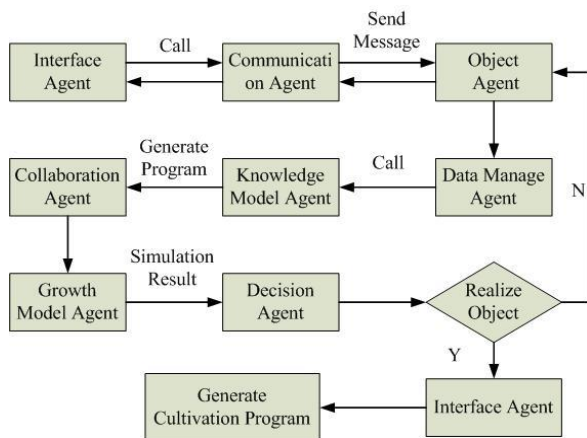 Send
Message
Call
Interface
Agent
Communicati
on Agent
Object
Agent
Generate
Program
Call
Collaboration
Agent
Knowledge
Model Agent
Data Manage
Agent
N
Simulation
Result
Growth
Model Agent
Decision
Agent
Realize
Object
Y
Generate
Cultivation Program
Interface Agent